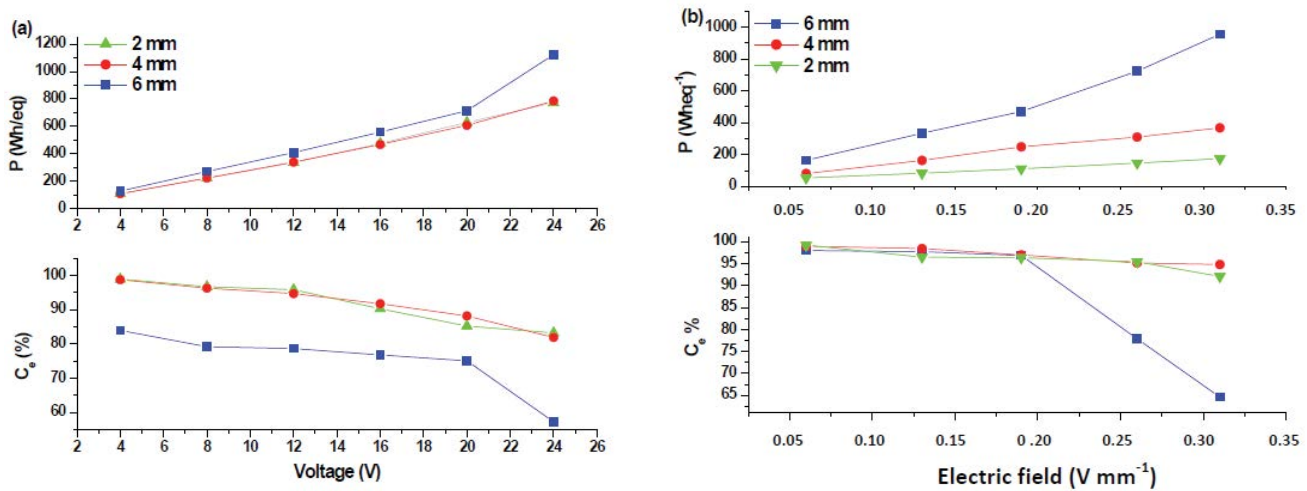 (a)
2 mm
4 mm
6 mm
1200
1000
800
600
400
200
0
P (Wh/eq)
2 4 6 8 10 12 14 16 18 20 22 24 26
100
90
80
70
60
Cₑ (%)
2 4 6 8 10 12 14 16 18 20 22 24 26
Voltage (V)
(b)
6 mm
4 mm
2 mm
1000
800
600
400
200
0
P (Wheq⁻¹)
0.05 0.10 0.15 0.20 0.25 0.30 0.35
100
95
90
85
80
75
70
65
Cₑ %
0.05 0.10 0.15 0.20 0.25 0.30 0.35
Electric field (V mm⁻¹)